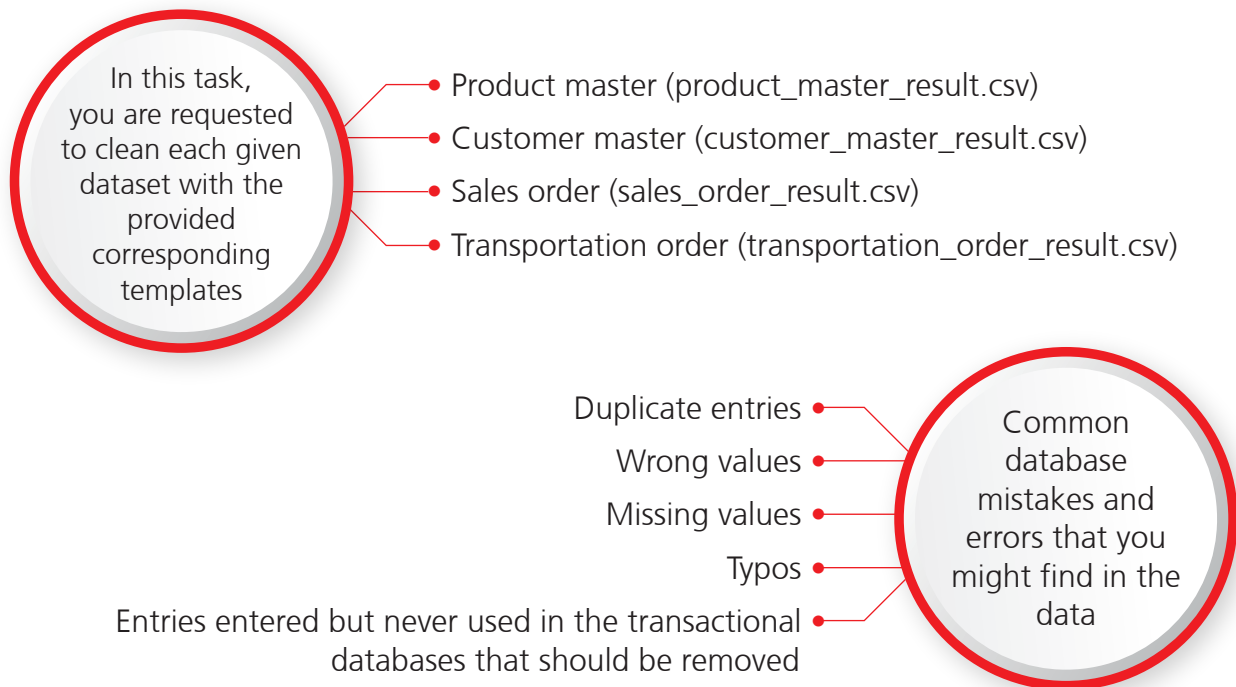 In this task,
you are requested
to clean each given
dataset with the
provided
corresponding
templates
Product master (product_master_result.csv)
Customer master (customer_master_result.csv)
Sales order (sales_order_result.csv)
Transportation order (transportation_order_result.csv)
Duplicate entries
Wrong values
Missing values
Typos
Entries entered but never used in the transactional
databases that should be removed
Common
database
mistakes and
errors that you
might find in the
data